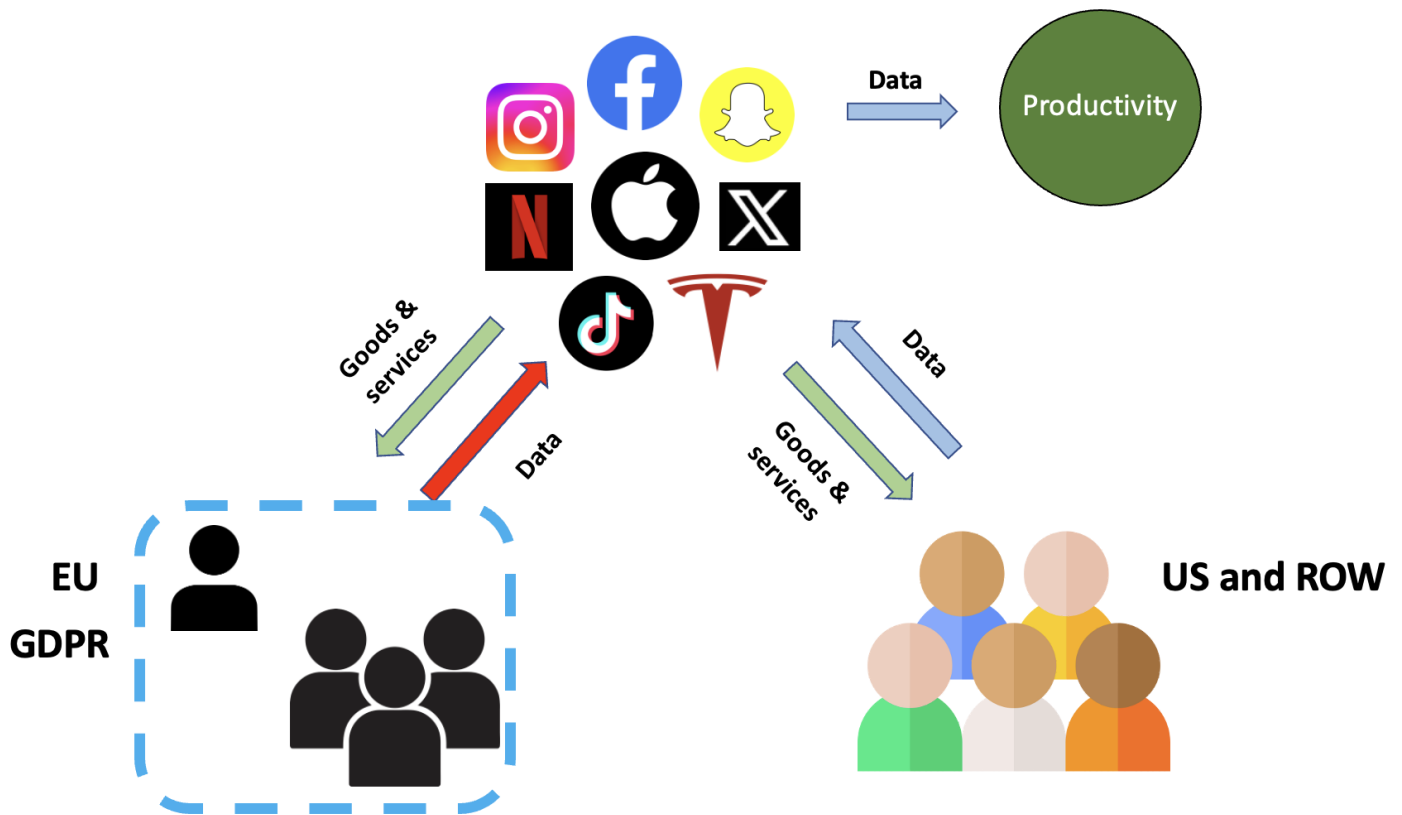 Data
Productivity
Goods &
services
Data
Data
Goods &
services
EU
GDPR
US and ROW